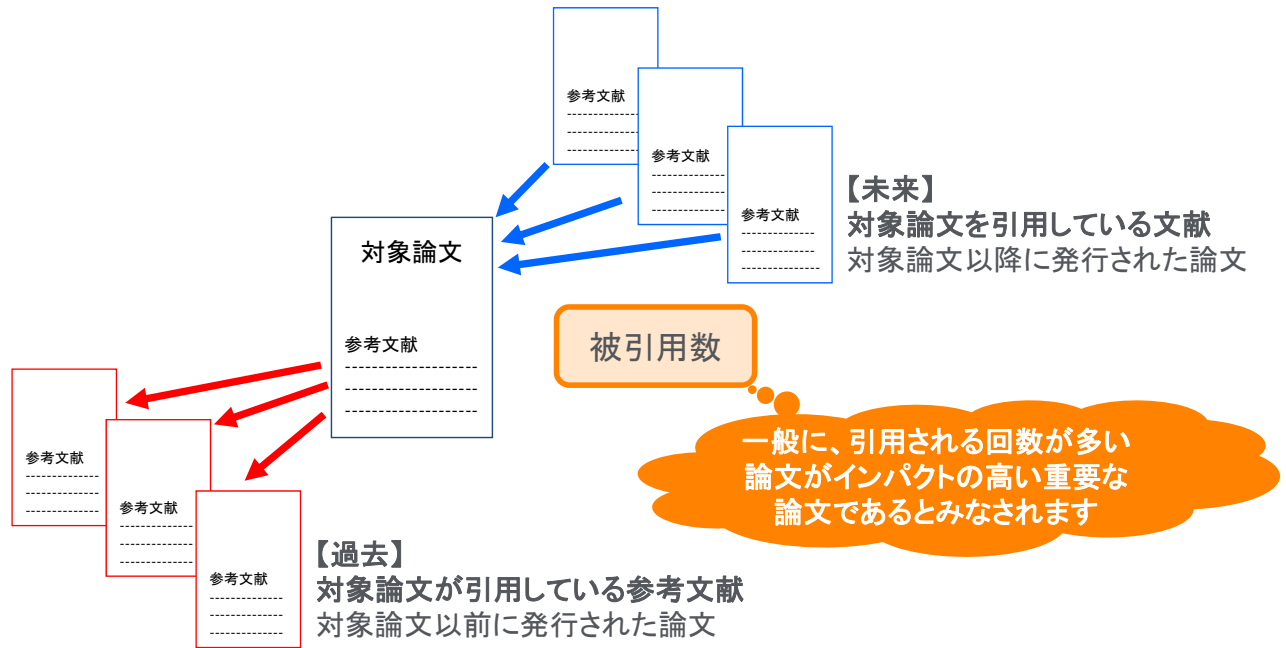 参考文献
参考文献
参考文献
【未来】
対象論文を引用している文献
対象論文以降に発行された論文
対象論文
参考文献
被引用数
一般に、引用される回数が多い
論文がインパクトの高い重要な
論文であるとみなされます
参考文献
参考文献
参考文献
【過去】
対象論文が引用している参考文献
対象論文以前に発行された論文